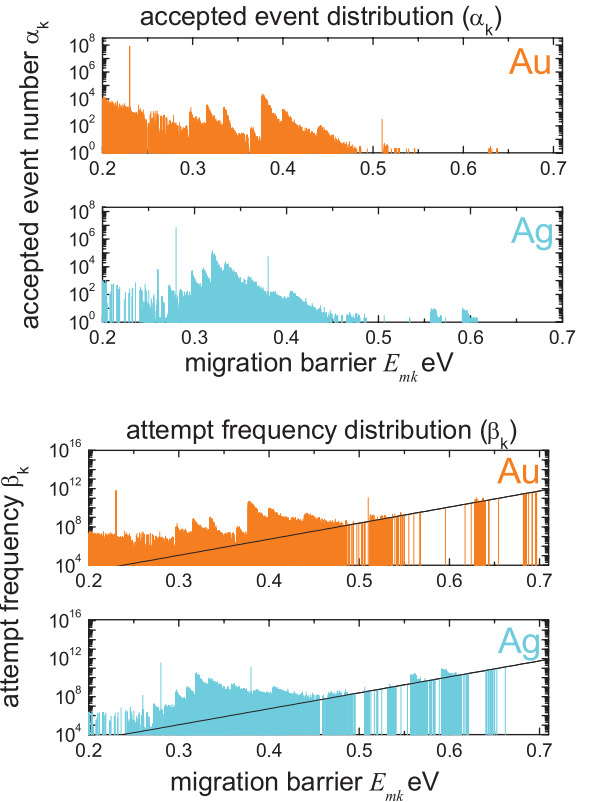 accepted event distribution (αₖ)
accepted event number αₖ
10⁸
10⁶
10⁴
10²
10⁰
Au
0.2 0.3 0.4 0.5 0.6 0.7
10⁸
10⁶
10⁴
10²
10⁰
Ag
0.2 0.3 0.4 0.5 0.6 0.7
migration barrier Eₘₖ eV
attempt frequency distribution (βₖ)
attempt frequency βₖ
10¹⁶
10¹²
10⁸
10⁴
Au
0.2 0.3 0.4 0.5 0.6 0.7
10¹⁶
10¹²
10⁸
10⁴
Ag
0.2 0.3 0.4 0.5 0.6 0.7
migration barrier Eₘₖ eV